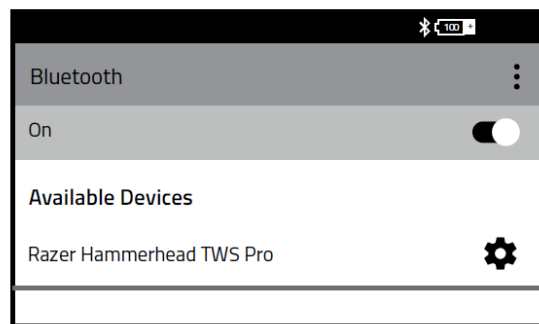 100 +
Bluetooth
On
Available Devices
Razer Hammerhead TWS Pro